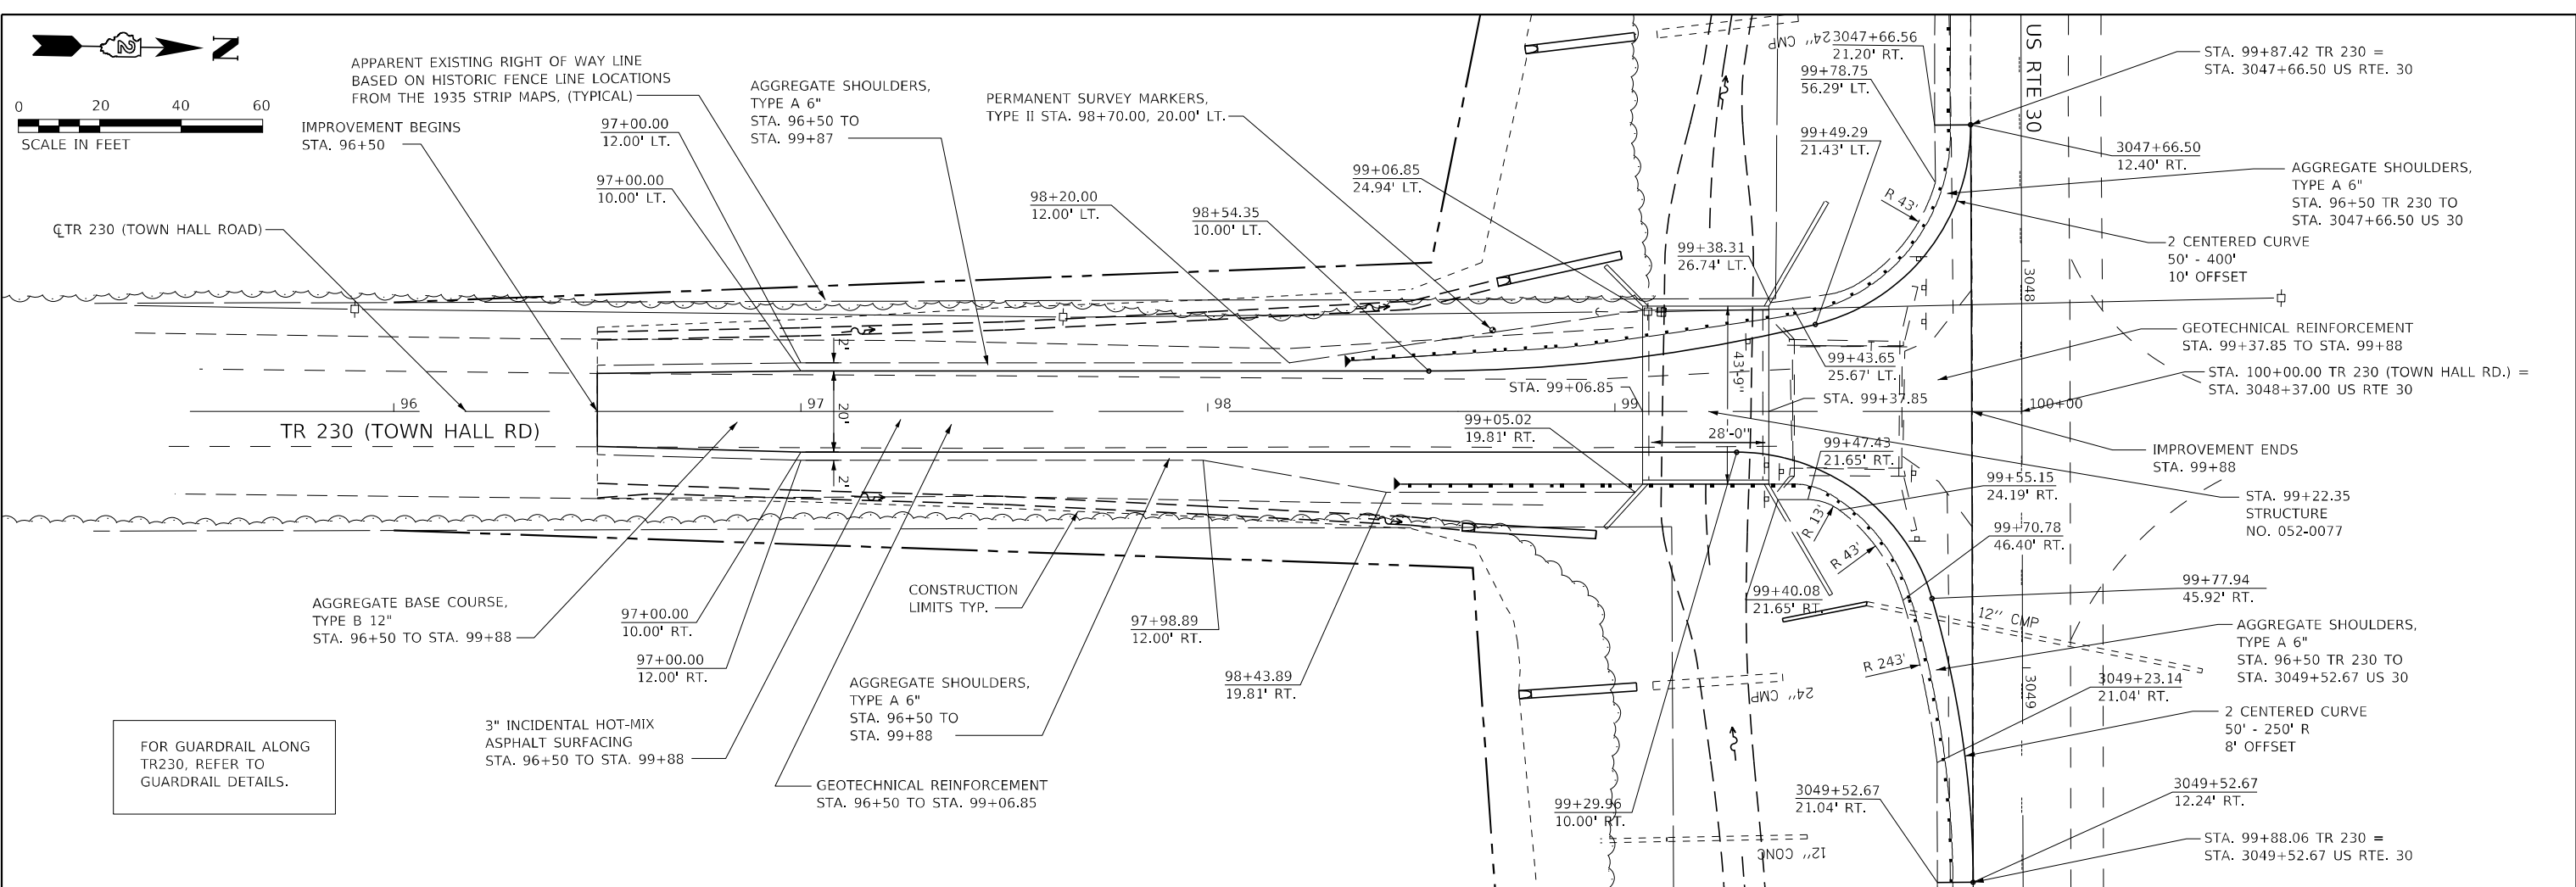 N
0 20 40 60
SCALE IN FEET
IMPROVEMENT BEGINS
STA. 96+50
APPARENT EXISTING RIGHT OF WAY LINE
BASED ON HISTORIC FENCE LINE LOCATIONS
FROM THE 1935 STRIP MAPS, (TYPICAL)
AGGREGATE SHOULDERS,
TYPE A 6"
STA. 96+50 TO
STA. 99+87
PERMANENT SURVEY MARKERS,
TYPE II STA. 98+70.00, 20.00' LT.
97+00.00
12.00' LT.
97+00.00
10.00' LT.
98+20.00
12.00' LT.
98+54.35
10.00' LT.
99+06.85
24.94' LT.
24" CMP
3047+66.56
21.20' RT.
99+78.75
56.29' LT.
99+49.29
21.43' LT.
99+38.31
26.74' LT.
R 43'
US RTE 30
STA. 99+87.42 TR 230 =
STA. 3047+66.50 US RTE. 30
3047+66.50
12.40' RT.
AGGREGATE SHOULDERS,
TYPE A 6"
STA. 96+50 TR 230 TO
STA. 3047+66.50 US 30
2 CENTERED CURVE
50' - 400'
10' OFFSET
3048
GEOTECHNICAL REINFORCEMENT
STA. 99+37.85 TO STA. 99+88
STA. 100+00.00 TR 230 (TOWN HALL RD.) =
STA. 3048+37.00 US RTE 30
100+00
IMPROVEMENT ENDS
STA. 99+88
STA. 99+22.35
STRUCTURE
NO. 052-0077
℄ TR 230 (TOWN HALL ROAD)
2'
20'
2'
96
97
98
99
TR 230 (TOWN HALL RD)
43'-9"
28'-0"
99+43.65
25.67' LT.
STA. 99+06.85
STA. 99+37.85
99+05.02
19.81' RT.
99+47.43
21.65' RT.
99+55.15
24.19' RT.
99+70.78
46.40' RT.
R 13'
R 43'
99+40.08
21.65' RT.
99+77.94
45.92' RT.
12" CMP
R 243'
AGGREGATE SHOULDERS,
TYPE A 6"
STA. 96+50 TR 230 TO
STA. 3049+52.67 US 30
3049+23.14
21.04' RT.
3049
24" CMP
2 CENTERED CURVE
50' - 250' R
8' OFFSET
3049+52.67
12.24' RT.
3049+52.67
21.04' RT.
STA. 99+88.06 TR 230 =
STA. 3049+52.67 US RTE. 30
12" CONC
99+29.96
10.00' RT.
AGGREGATE BASE COURSE,
TYPE B 12"
STA. 96+50 TO STA. 99+88
97+00.00
10.00' RT.
97+00.00
12.00' RT.
CONSTRUCTION
LIMITS TYP.
97+98.89
12.00' RT.
98+43.89
19.81' RT.
AGGREGATE SHOULDERS,
TYPE A 6"
STA. 96+50 TO
STA. 99+88
3" INCIDENTAL HOT-MIX
ASPHALT SURFACING
STA. 96+50 TO STA. 99+88
GEOTECHNICAL REINFORCEMENT
STA. 96+50 TO STA. 99+06.85
FOR GUARDRAIL ALONG
TR230, REFER TO
GUARDRAIL DETAILS.